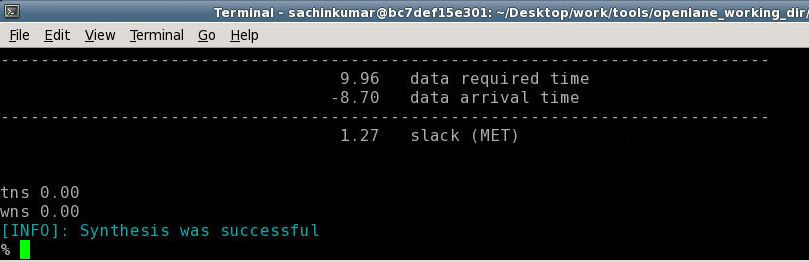 Terminal - sachinkumar@bc7def15e301: ~/Desktop/work/tools/openlane_working_dir/
File Edit View Terminal Go Help
-----------------------------------------------------------------------------
9.96 data required time
-8.70 data arrival time
-----------------------------------------------------------------------------
1.27 slack (MET)
tns 0.00
wns 0.00
[INFO]: Synthesis was successful
%